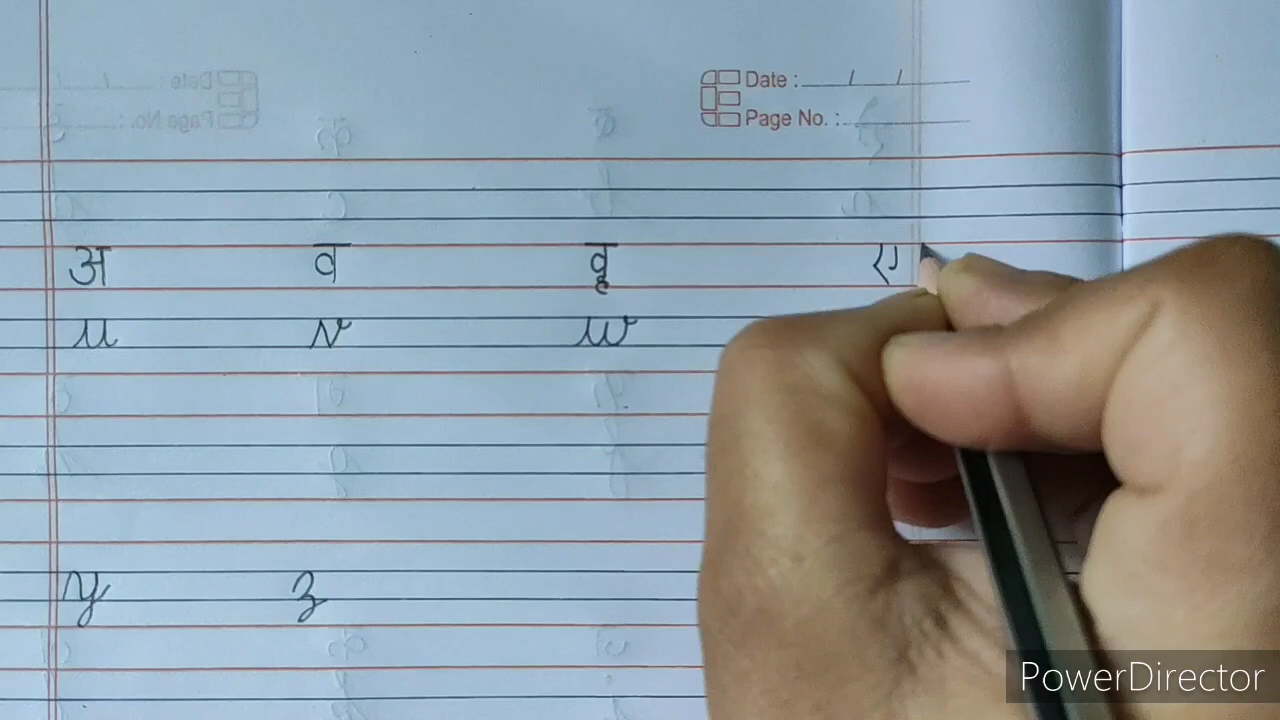 Date :
Page No. :
अ व वू
u v w
y z
PowerDirector